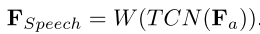 F_{Speech} = W(TCN(F_a)).